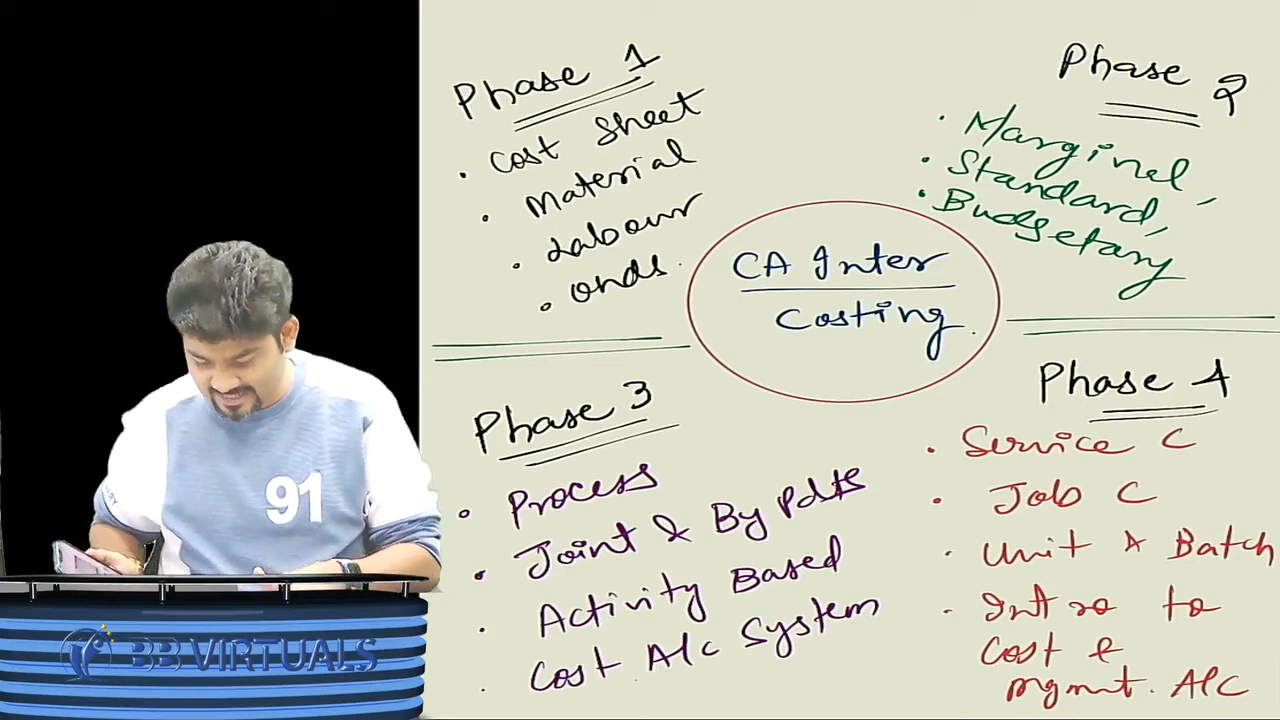 Phase 1
• Cost Sheet
• Material
• Labour
• OHDs.
Phase 2
• Marginal,
• Standard,
• Budgetary
CA Inter
Costing.
Phase 3
• Process
• Joint & By Pdts
• Activity Based
• Cost A/c System
Phase 4
• Service C
• Job C
• Unit & Batch
• Intro to
Cost &
Mgmt. A/C
91
BB VIRTUALS